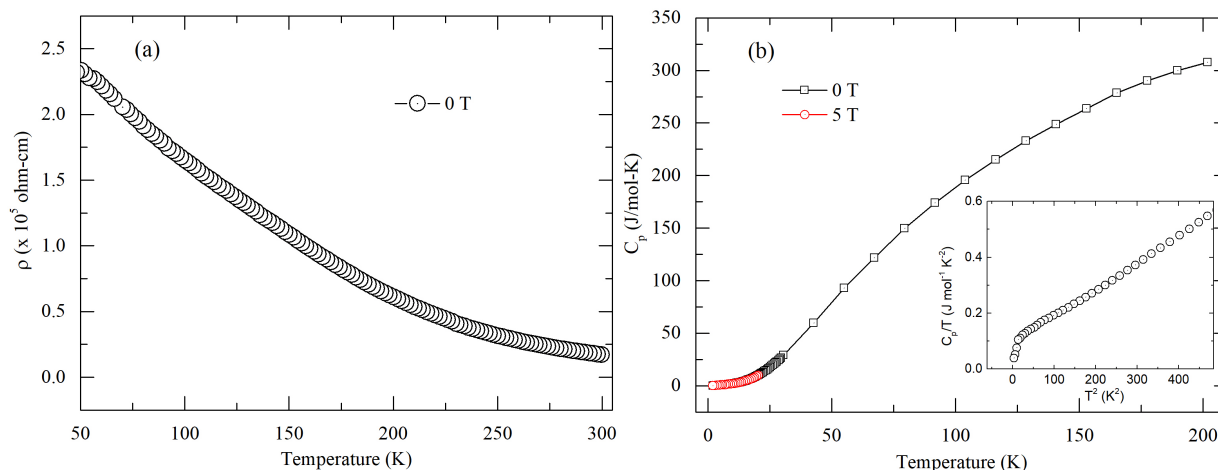 (a)
0 T
2.5
2.0
1.5
1.0
0.5
0.0
ρ (x 10⁵ ohm-cm)
50 100 150 200 250 300
Temperature (K)
(b)
0 T
5 T
350
300
250
200
150
100
50
0
C_p (J/mol-K)
0 50 100 150 200
Temperature (K)
0.6
0.4
0.2
0.0
C_p/T (J mol⁻¹ K⁻²)
0 100 200 300 400
T² (K²)